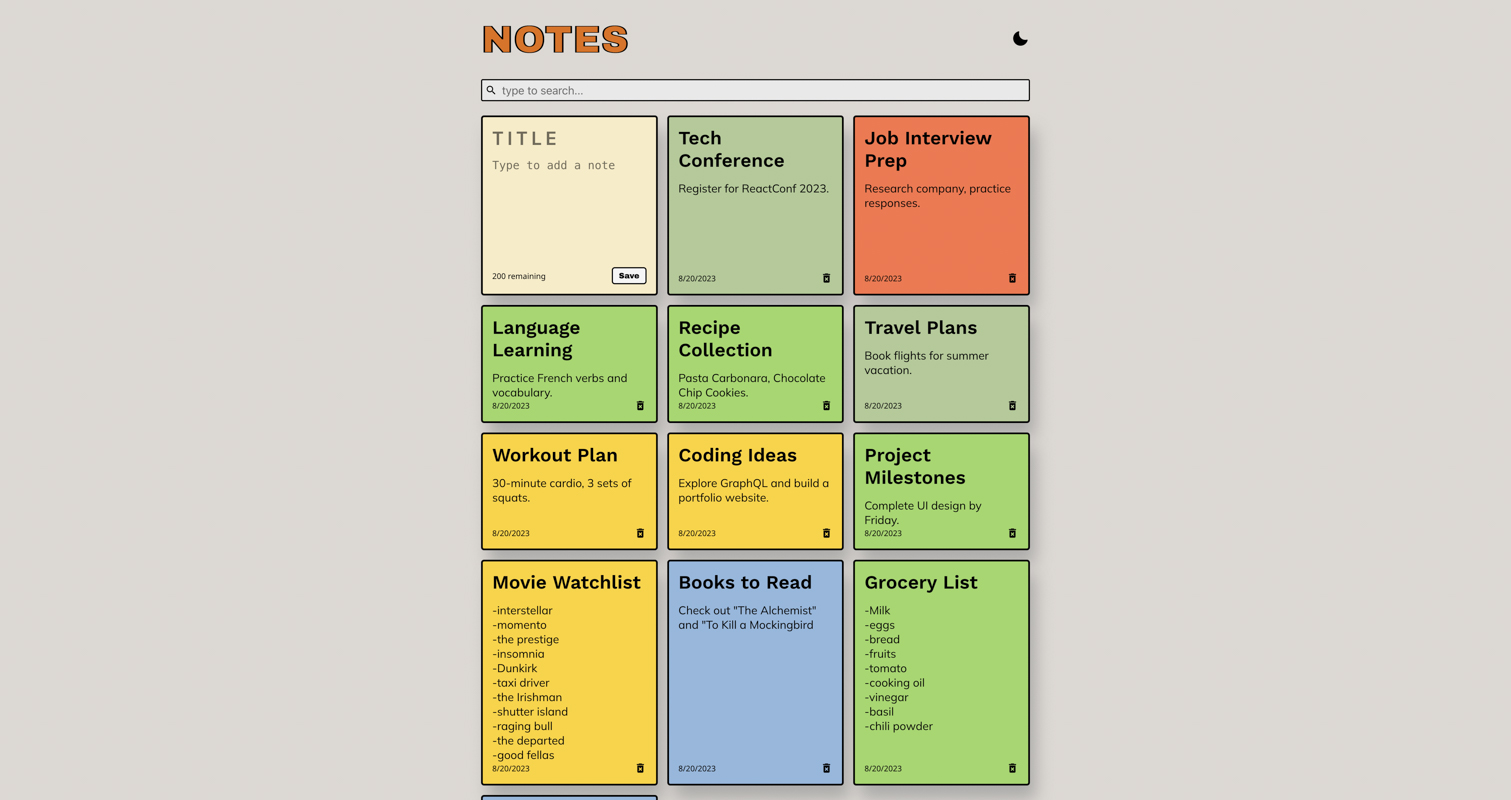 NOTES
type to search...
TITLE
Type to add a note
200 remaining
Save
Tech
Conference
Register for ReactConf 2023.
8/20/2023
Job Interview
Prep
Research company, practice
responses.
8/20/2023
Language
Learning
Practice French verbs and
vocabulary.
8/20/2023
Recipe
Collection
Pasta Carbonara, Chocolate
Chip Cookies.
8/20/2023
Travel Plans
Book flights for summer
vacation.
8/20/2023
Workout Plan
30-minute cardio, 3 sets of
squats.
8/20/2023
Coding Ideas
Explore GraphQL and build a
portfolio website.
8/20/2023
Project
Milestones
Complete UI design by
Friday.
8/20/2023
Movie Watchlist
-interstellar
-momento
-the prestige
-insomnia
-Dunkirk
-taxi driver
-the Irishman
-shutter island
-raging bull
-the departed
-good fellas
8/20/2023
Books to Read
Check out "The Alchemist"
and "To Kill a Mockingbird
8/20/2023
Grocery List
-Milk
-eggs
-bread
-fruits
-tomato
-cooking oil
-vinegar
-basil
-chili powder
8/20/2023